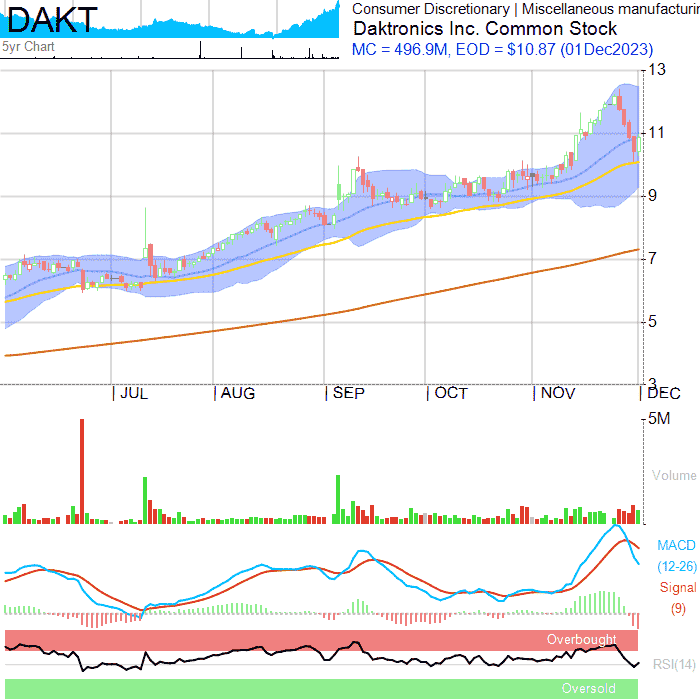 DAKT
5yr Chart
Consumer Discretionary | Miscellaneous manufacturin
Daktronics Inc. Common Stock
MC = 496.9M, EOD = $10.87 (01Dec2023)
13
11
9
7
5
3
JUL AUG SEP OCT NOV DEC
5M
Volume
MACD
(12-26)
Signal
(9)
Overbought
RSI(14)
Oversold